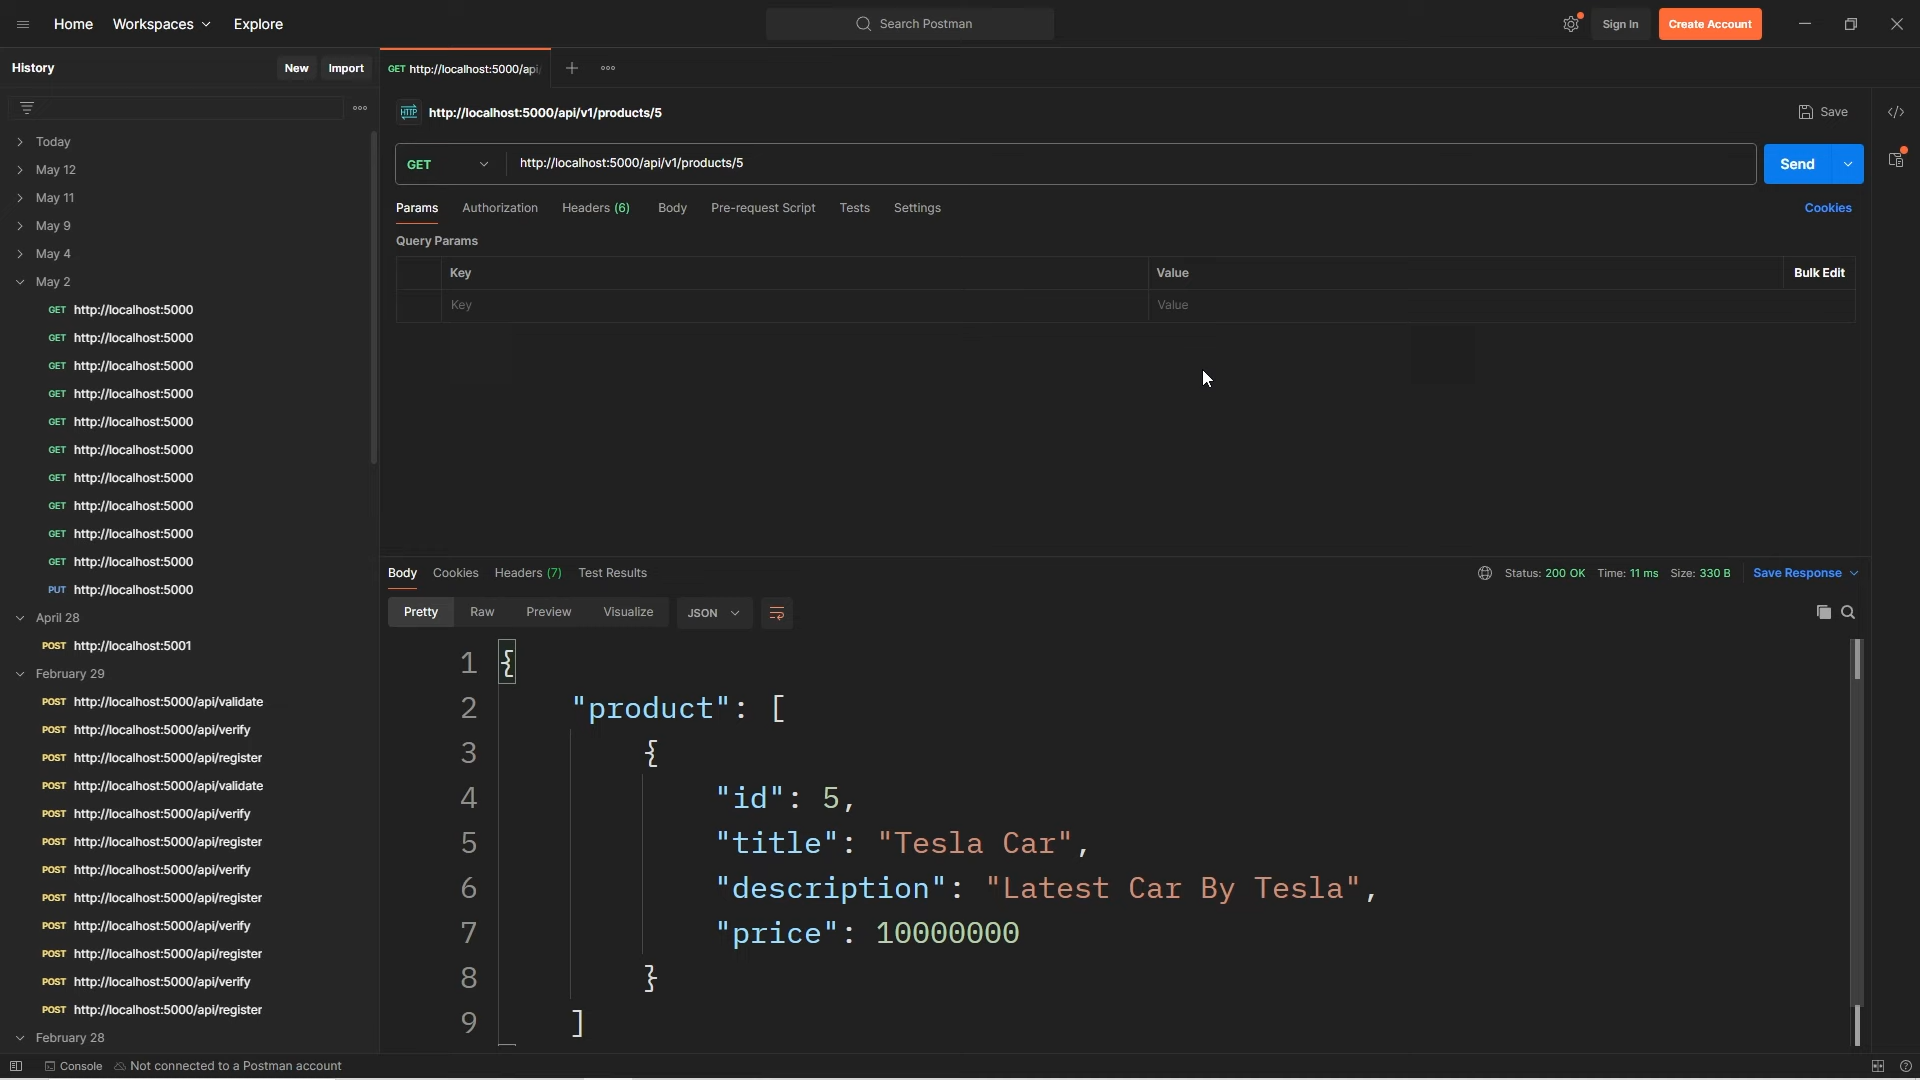 Home Workspaces Explore
Search Postman
Sign In Create Account
History New Import
GET http://localhost:5000/api
HTTP http://localhost:5000/api/v1/products/5
Save
GET http://localhost:5000/api/v1/products/5 Send
Params Authorization Headers (6) Body Pre-request Script Tests Settings Cookies
Query Params
Key Value Bulk Edit
Key Value
Today
May 12
May 11
May 9
May 4
May 2
GET http://localhost:5000
GET http://localhost:5000
GET http://localhost:5000
GET http://localhost:5000
GET http://localhost:5000
GET http://localhost:5000
GET http://localhost:5000
GET http://localhost:5000
GET http://localhost:5000
GET http://localhost:5000
PUT http://localhost:5000
April 28
POST http://localhost:5001
February 29
POST http://localhost:5000/api/validate
POST http://localhost:5000/api/verify
POST http://localhost:5000/api/register
POST http://localhost:5000/api/validate
POST http://localhost:5000/api/verify
POST http://localhost:5000/api/register
POST http://localhost:5000/api/verify
POST http://localhost:5000/api/register
POST http://localhost:5000/api/verify
POST http://localhost:5000/api/register
POST http://localhost:5000/api/verify
POST http://localhost:5000/api/register
February 28
Body Cookies Headers (7) Test Results
Status: 200 OK Time: 11 ms Size: 330 B Save Response
Pretty Raw Preview Visualize JSON
1 {
2 "product": [
3 {
4 "id": 5,
5 "title": "Tesla Car",
6 "description": "Latest Car By Tesla",
7 "price": 10000000
8 }
9 ]
Console Not connected to a Postman account